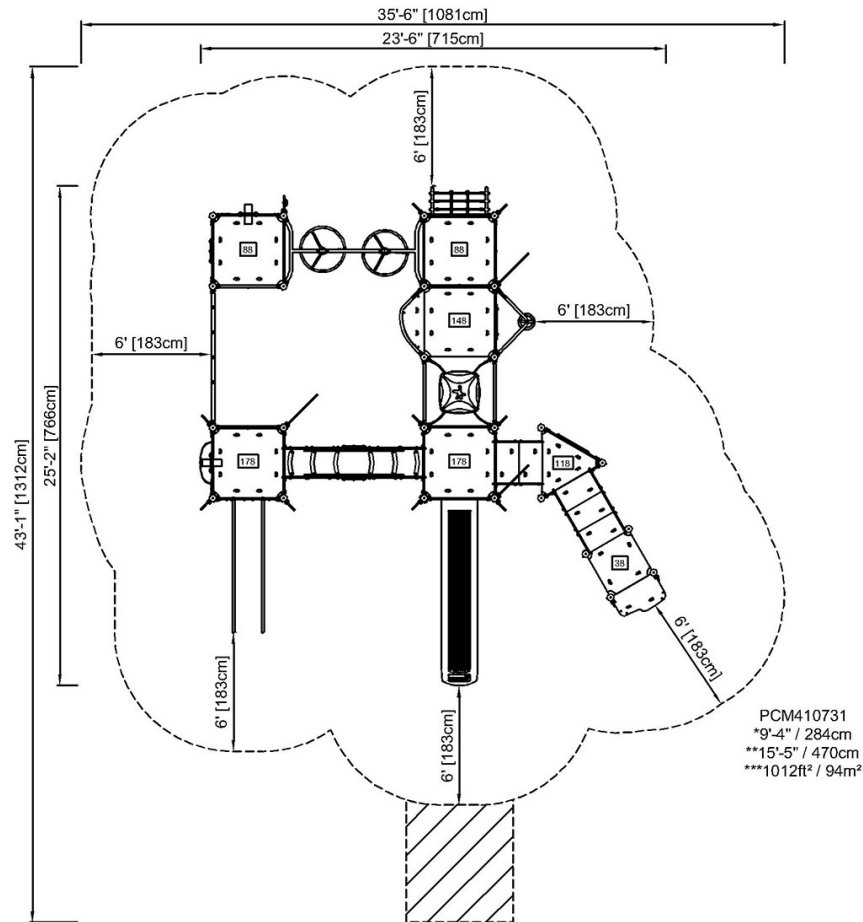 35'-6" [1081cm]
23'-6" [715cm]
6' [183cm]
88
88
148
6' [183cm]
6' [183cm]
25'-2" [766cm]
43'-1" [1312cm]
178
178
118
38
6' [183cm]
6' [183cm]
6' [183cm]
PCM410731
*9'-4" / 284cm
**15'-5" / 470cm
***1012ft² / 94m²